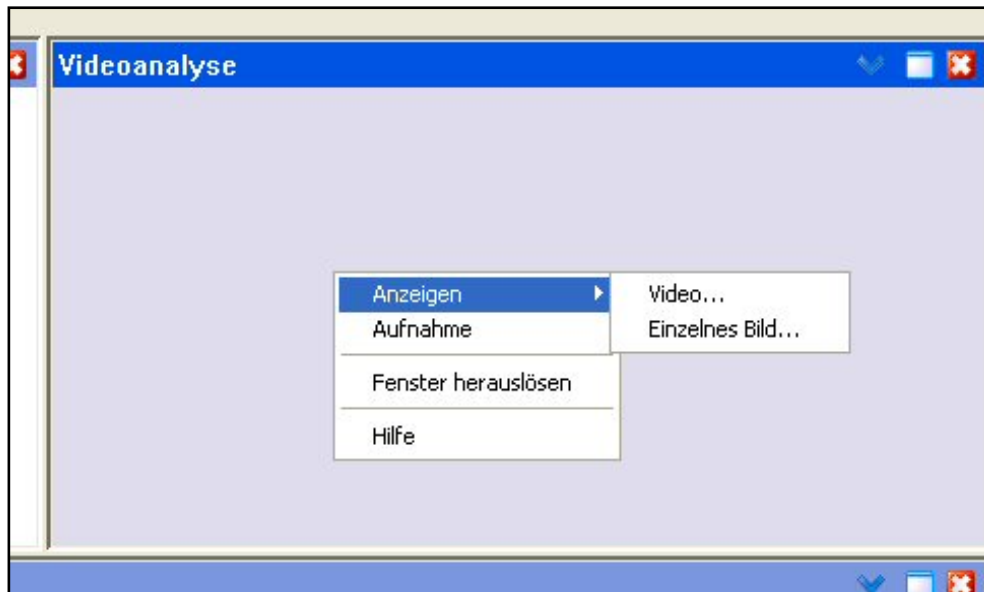 Videoanalyse
Anzeigen
Video...
Aufnahme
Einzelnes Bild...
Fenster herauslösen
Hilfe